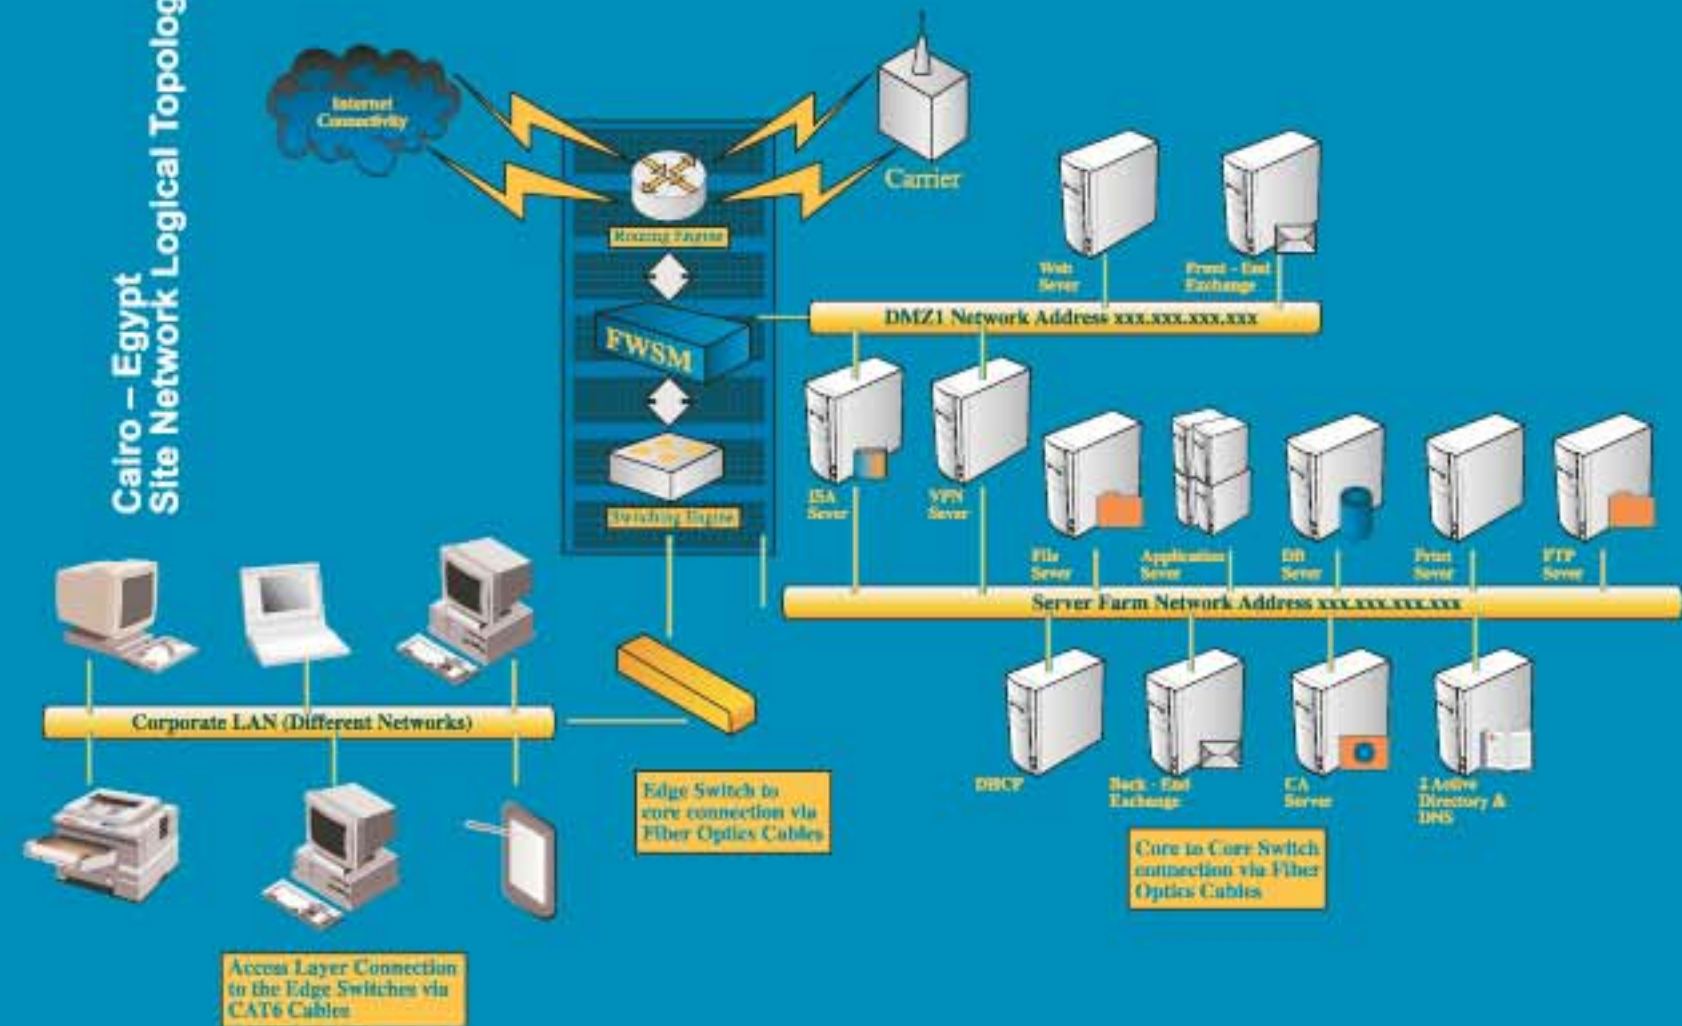 Cairo – Egypt
Site Network Logical Topolog
Internet
Connectivity
Carrier
Routing Engine
FWSM
Switching Engine
Web
Sever
Front - End
Exchange
DMZ1 Network Address xxx.xxx.xxx.xxx
ISA
Sever
VPN
Sever
File
Sever
Application
Sever
DB
Sever
Print
Sever
FTP
Sever
Server Farm Network Address xxx.xxx.xxx.xxx
DHCP
Back - End
Exchange
CA
Server
2 Active
Directory &
DNS
Corporate LAN (Different Networks)
Edge Switch to
core connection via
Fiber Optics Cables
Core to Core Switch
connection via Fiber
Optics Cables
Access Layer Connection
to the Edge Switches via
CAT6 Cables